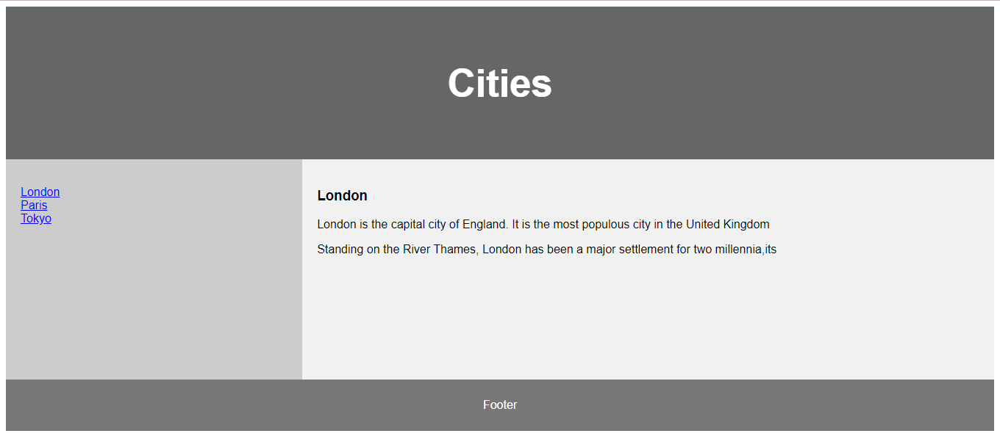 Cities
London
Paris
Tokyo
London
London is the capital city of England. It is the most populous city in the United Kingdom
Standing on the River Thames, London has been a major settlement for two millennia,its
Footer